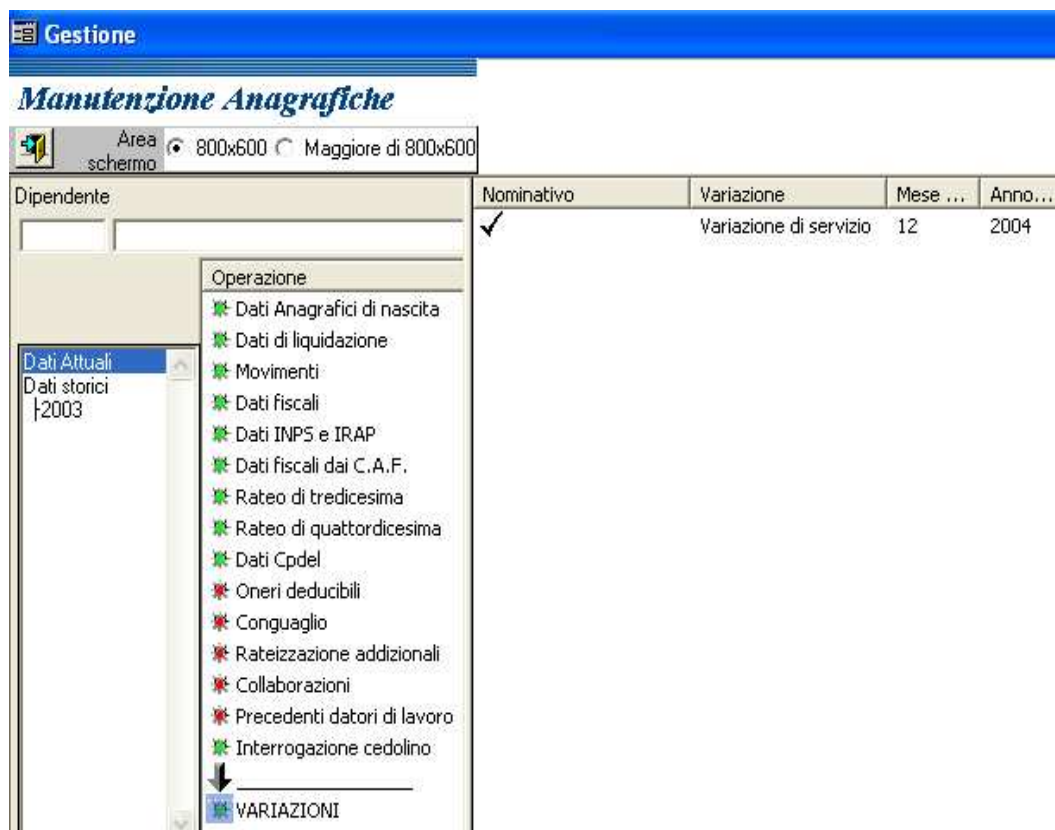 Gestione
Manutenzione Anagrafiche
Area schermo 800x600 Maggiore di 800x600
Dipendente
Nominativo Variazione Mese ... Anno...
Variazione di servizio 12 2004
Operazione
Dati Anagrafici di nascita
Dati di liquidazione
Movimenti
Dati fiscali
Dati INPS e IRAP
Dati fiscali dai C.A.F.
Rateo di tredicesima
Rateo di quattordicesima
Dati Cpdel
Oneri deducibili
Conguaglio
Rateizzazione addizionali
Collaborazioni
Precedenti datori di lavoro
Interrogazione cedolino
VARIAZIONI
Dati Attuali
Dati storici
2003